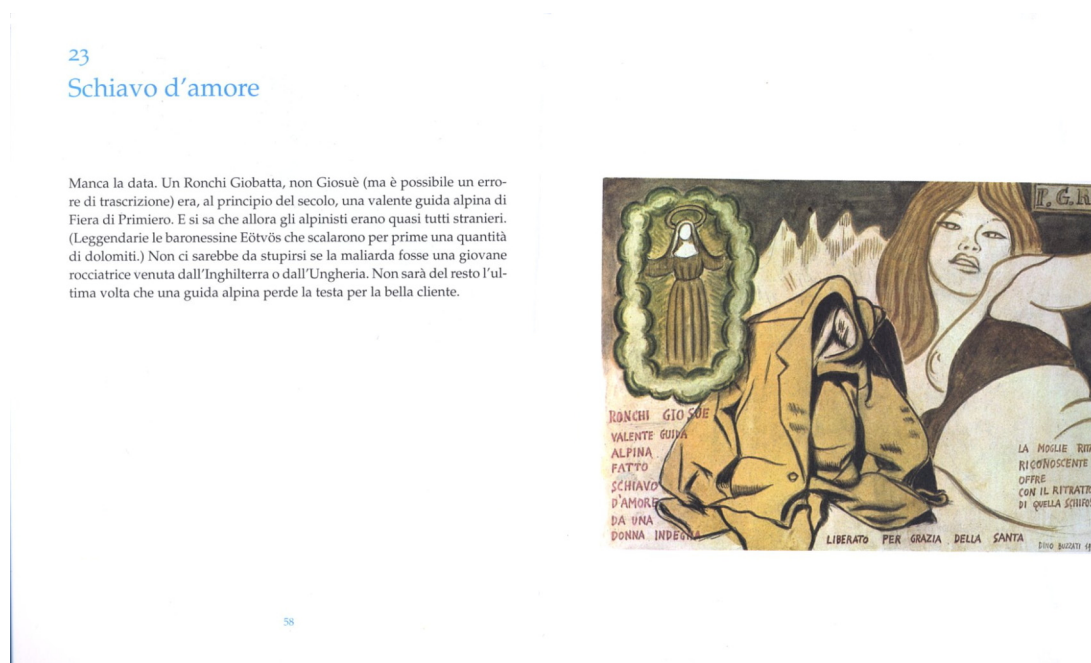 23
Schiavo d'amore
Manca la data. Un Ronchi Giobatta, non Giosuè (ma è possibile un erro-
re di trascrizione) era, al principio del secolo, una valente guida alpina di
Fiera di Primiero. E si sa che allora gli alpinisti erano quasi tutti stranieri.
(Leggendarie le baronessine Eötvös che scalarono per prime una quantità
di dolomiti.) Non ci sarebbe da stupirsi se la maliarda fosse una giovane
rocciatrice venuta dall'Inghilterra o dall'Ungheria. Non sarà del resto l'ul-
tima volta che una guida alpina perde la testa per la bella cliente.
58
P.G.R
RONCHI GIOSUE
VALENTE GUIDA
ALPINA
FATTO
SCHIAVO
D'AMORE
DA UNA
DONNA INDEGNA
LIBERATO PER GRAZIA DELLA SANTA
LA MOGLIE RITA
RICONOSCENTE
OFFRE
CON IL RITRATTO
DI QUELLA
DINO BUZZATI